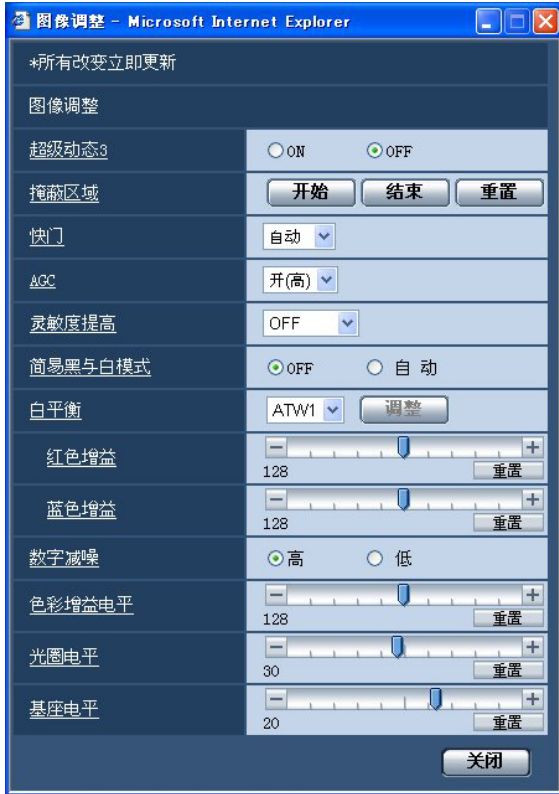 图像调整 - Microsoft Internet Explorer
*所有改变立即更新
图像调整
超级动态3 ON OFF
掩蔽区域 开始 结束 重置
快门 自动
AGC 开(高)
灵敏度提高 OFF
简易黑与白模式 OFF 自 动
白平衡 ATW1 调整
红色增益 - +
128 重置
蓝色增益 - +
128 重置
数字减噪 高 低
色彩增益电平 - +
128 重置
光圈电平 - +
30 重置
基座电平 - +
20 重置
关闭